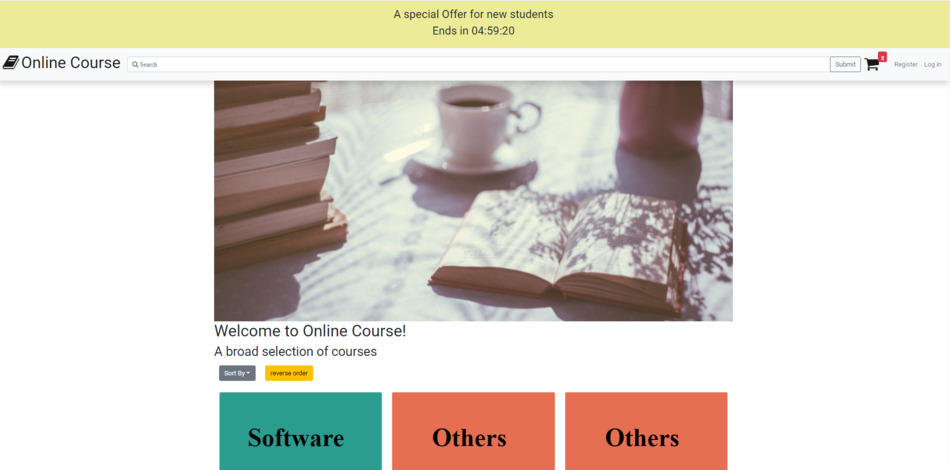 A special Offer for new students
Ends in 04:59:20
Online Course
Search
Submit
2
Register
Log in
Welcome to Online Course!
A broad selection of courses
Sort By
reverse order
Software
Others
Others